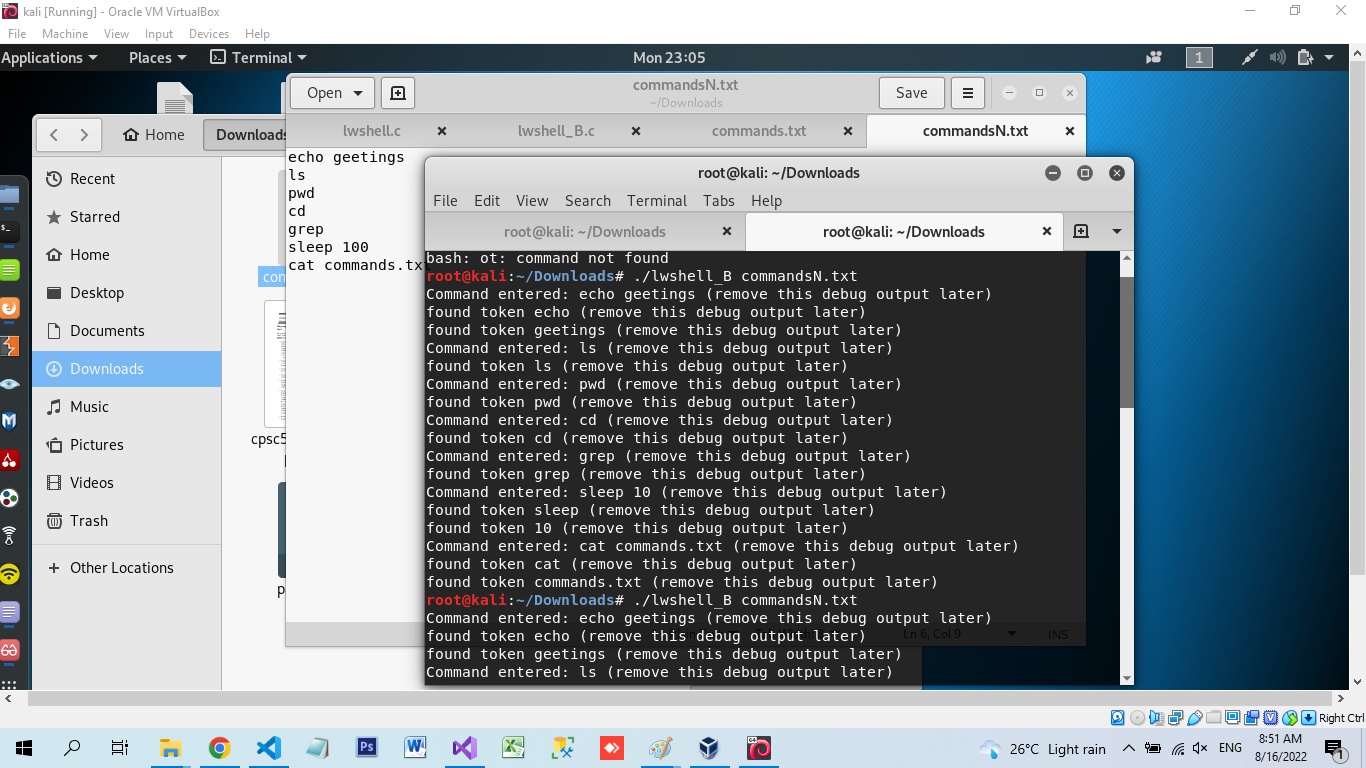 kali [Running] - Oracle VM VirtualBox
File Machine View Input Devices Help
Applications Places Terminal Mon 23:05 1
Open commandsN.txt Save
~/Downloads
lwshell.c lwshell_B.c commands.txt commandsN.txt
Home Downloads
Recent
Starred
Home
Desktop
Documents
Downloads
Music
Pictures
Videos
Trash
+ Other Locations
con
cpsc5
p
echo geetings
ls
pwd
cd
grep
sleep 100
cat commands.txt
root@kali: ~/Downloads
File Edit View Search Terminal Tabs Help
root@kali: ~/Downloads root@kali: ~/Downloads
bash: ot: command not found
root@kali:~/Downloads# ./lwshell_B commandsN.txt
Command entered: echo geetings (remove this debug output later)
found token echo (remove this debug output later)
found token geetings (remove this debug output later)
Command entered: ls (remove this debug output later)
found token ls (remove this debug output later)
Command entered: pwd (remove this debug output later)
found token pwd (remove this debug output later)
Command entered: cd (remove this debug output later)
found token cd (remove this debug output later)
Command entered: grep (remove this debug output later)
found token grep (remove this debug output later)
Command entered: sleep 10 (remove this debug output later)
found token sleep (remove this debug output later)
found token 10 (remove this debug output later)
Command entered: cat commands.txt (remove this debug output later)
found token cat (remove this debug output later)
found token commands.txt (remove this debug output later)
root@kali:~/Downloads# ./lwshell_B commandsN.txt
Command entered: echo geetings (remove this debug output later)
found token echo (remove this debug output later)
found token geetings (remove this debug output later)
Command entered: ls (remove this debug output later)
Ln 6, Col 9 INS
Right Ctrl
26°C Light rain ENG 8:51 AM
8/16/2022 1